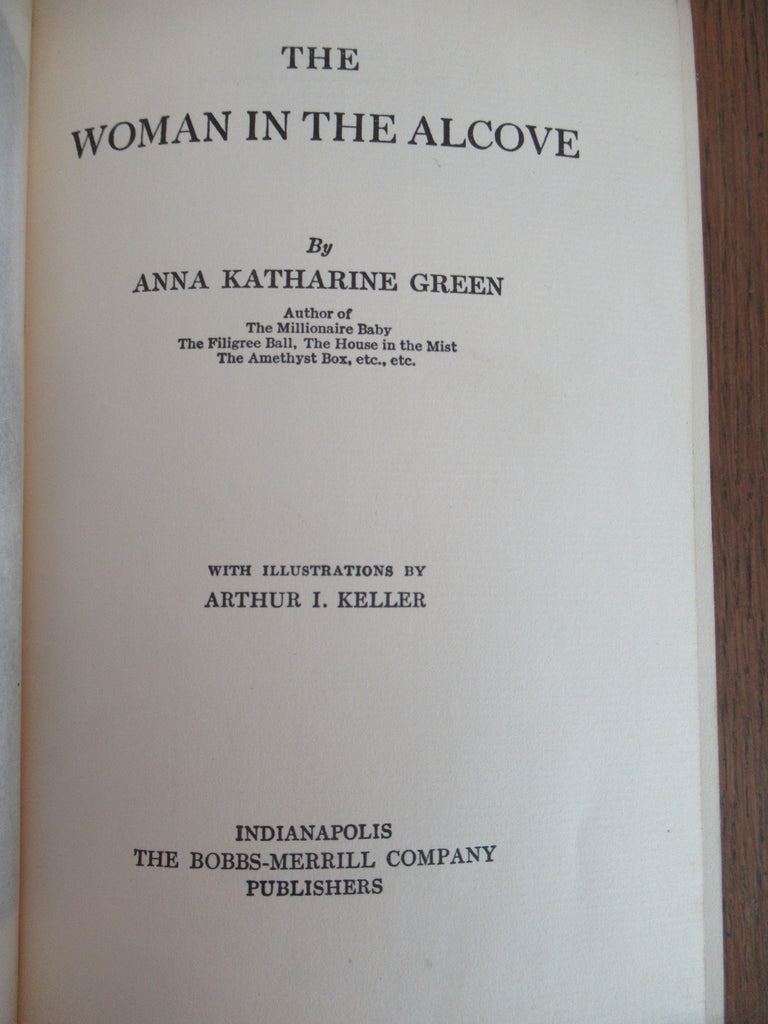 THE
WOMAN IN THE ALCOVE
By
ANNA KATHARINE GREEN
Author of
The Millionaire Baby
The Filigree Ball, The House in the Mist
The Amethyst Box, etc., etc.
WITH ILLUSTRATIONS BY
ARTHUR I. KELLER
INDIANAPOLIS
THE BOBBS-MERRILL COMPANY
PUBLISHERS